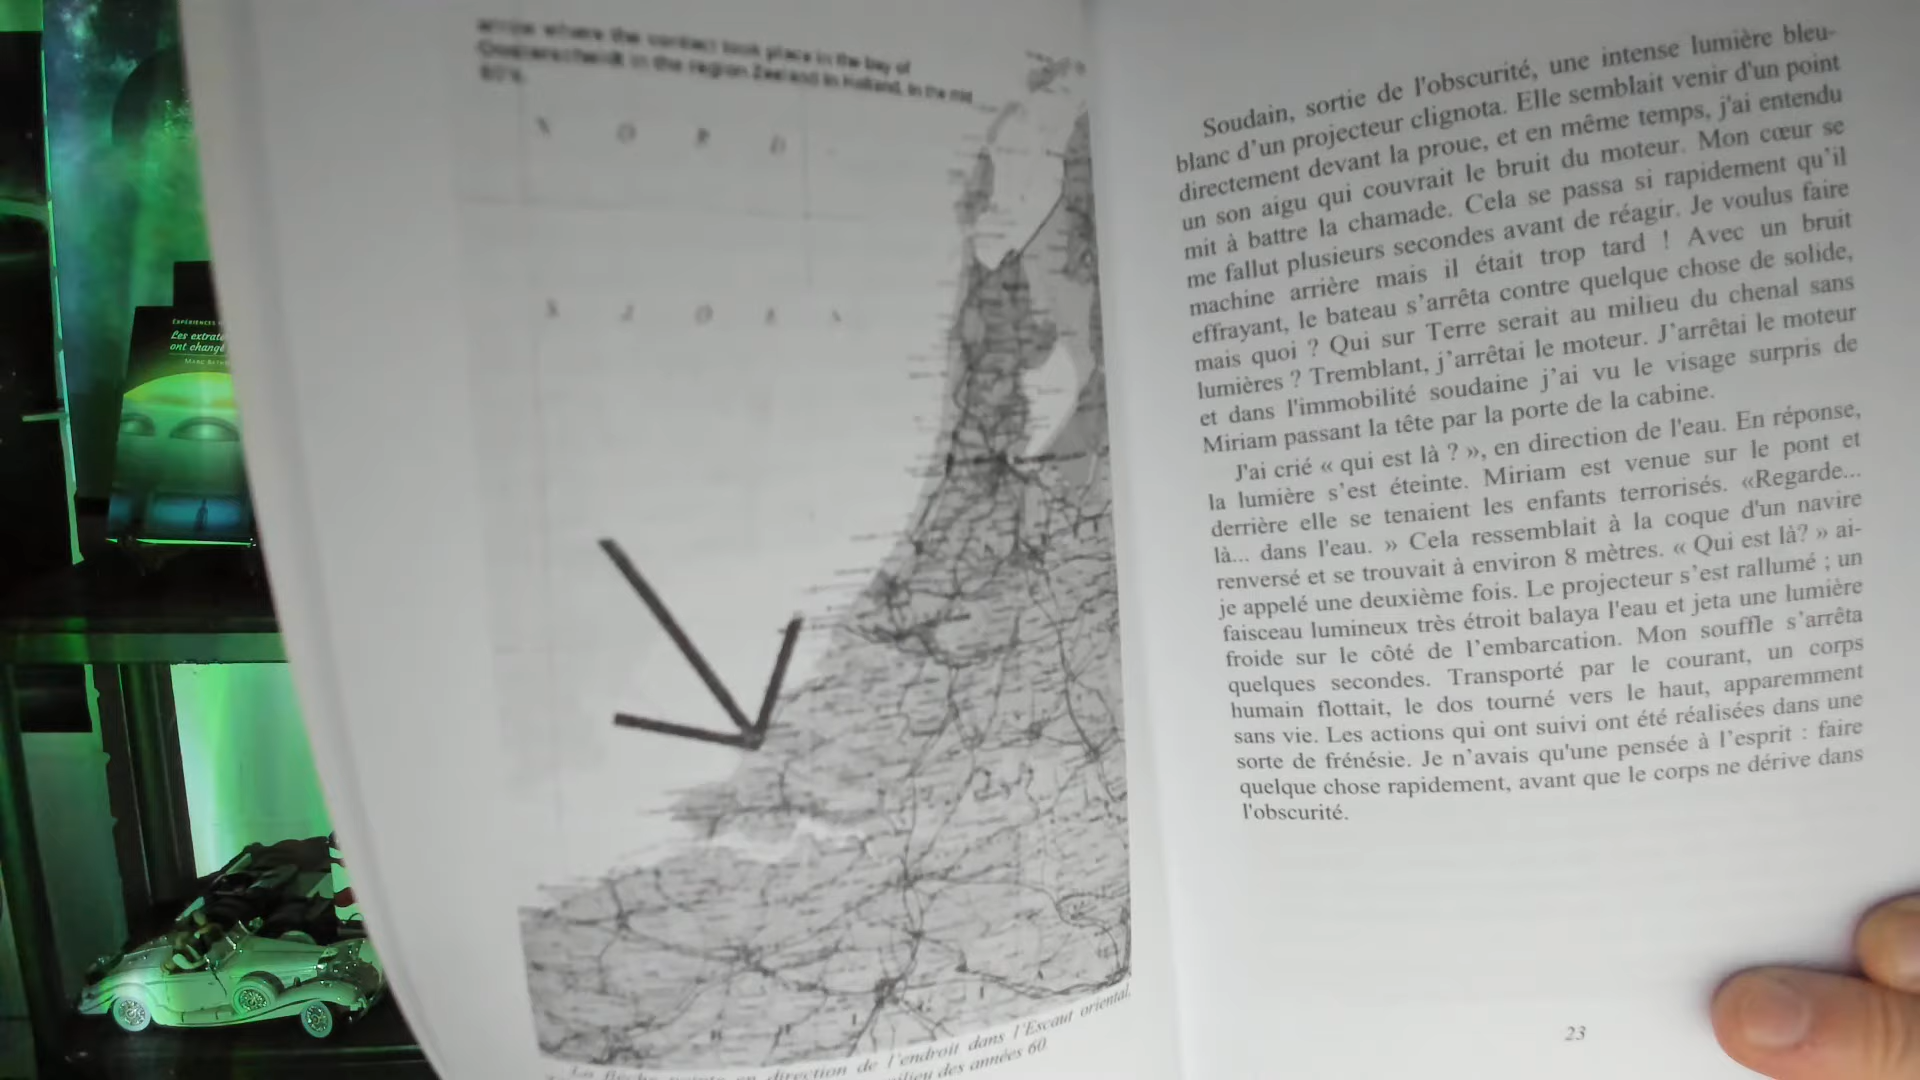 arrow where the contact took place in the bay of
Oosterscheldt in the region Zeeland in Holland, in the mid
60's.
N O R D
Expériences
Les extrate
ont changé
Marc
La flèche pointe en direction de l'endroit dans l'Escaut oriental,
milieu des années 60.
Soudain, sortie de l'obscurité, une intense lumière bleu-
blanc d'un projecteur clignota. Elle semblait venir d'un point
directement devant la proue, et en même temps, j'ai entendu
un son aigu qui couvrait le bruit du moteur. Mon cœur se
mit à battre la chamade. Cela se passa si rapidement qu'il
me fallut plusieurs secondes avant de réagir. Je voulus faire
machine arrière mais il était trop tard ! Avec un bruit
effrayant, le bateau s'arrêta contre quelque chose de solide,
mais quoi ? Qui sur Terre serait au milieu du chenal sans
lumières ? Tremblant, j'arrêtai le moteur. J'arrêtai le moteur
et dans l'immobilité soudaine j'ai vu le visage surpris de
Miriam passant la tête par la porte de la cabine.
J'ai crié « qui est là ? », en direction de l'eau. En réponse,
la lumière s'est éteinte. Miriam est venue sur le pont et
derrière elle se tenaient les enfants terrorisés. «Regarde...
là... dans l'eau. » Cela ressemblait à la coque d'un navire
renversé et se trouvait à environ 8 mètres. « Qui est là? » ai-
je appelé une deuxième fois. Le projecteur s'est rallumé ; un
faisceau lumineux très étroit balaya l'eau et jeta une lumière
froide sur le côté de l'embarcation. Mon souffle s'arrêta
quelques secondes. Transporté par le courant, un corps
humain flottait, le dos tourné vers le haut, apparemment
sans vie. Les actions qui ont suivi ont été réalisées dans une
sorte de frénésie. Je n'avais qu'une pensée à l'esprit : faire
quelque chose rapidement, avant que le corps ne dérive dans
l'obscurité.
23